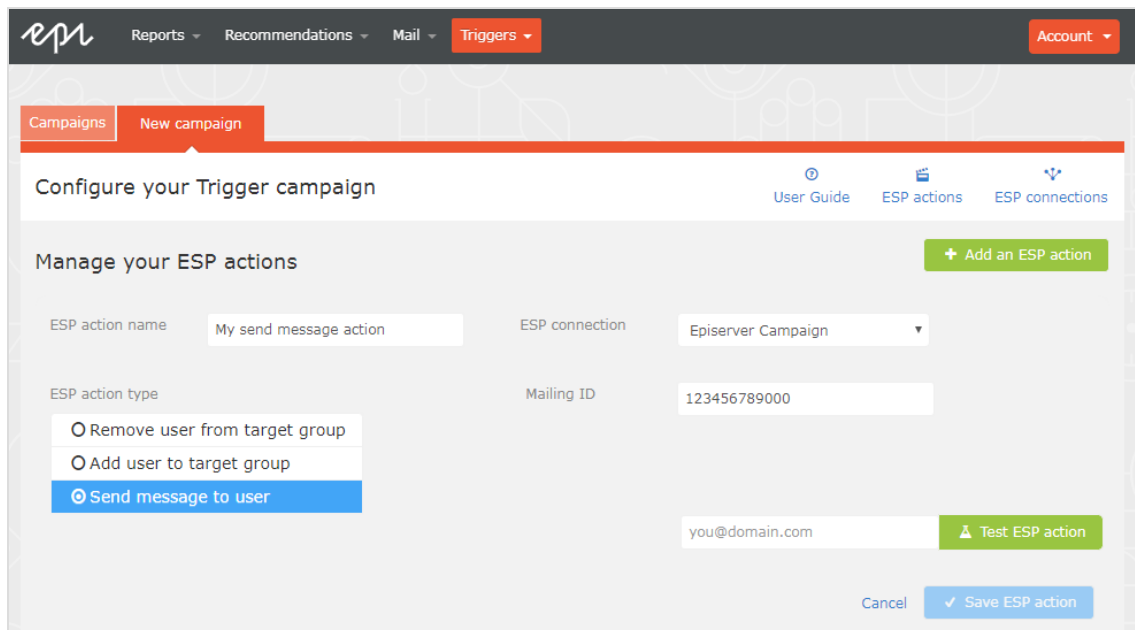 epi Reports Recommendations Mail Triggers Account
Campaigns New campaign
Configure your Trigger campaign
User Guide ESP actions ESP connections
Manage your ESP actions
+ Add an ESP action
ESP action name My send message action ESP connection Episerver Campaign
ESP action type Mailing ID 123456789000
Remove user from target group
Add user to target group
Send message to user
you@domain.com Test ESP action
Cancel Save ESP action